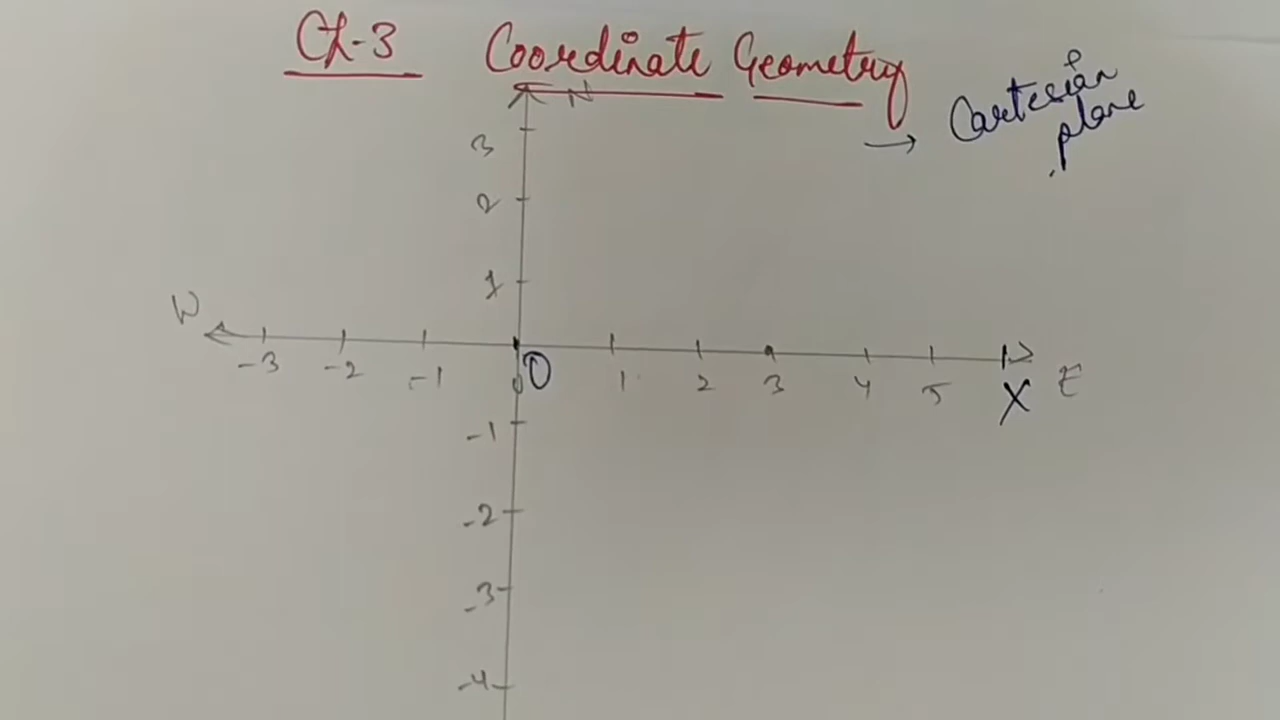 Ch-3 Coordinate Geometry
→ Cartesian
plane
N
3
2
1
W
-3 -2 -1 0 O 1 2 3 4 5 X E
-1
-2
-3
-4